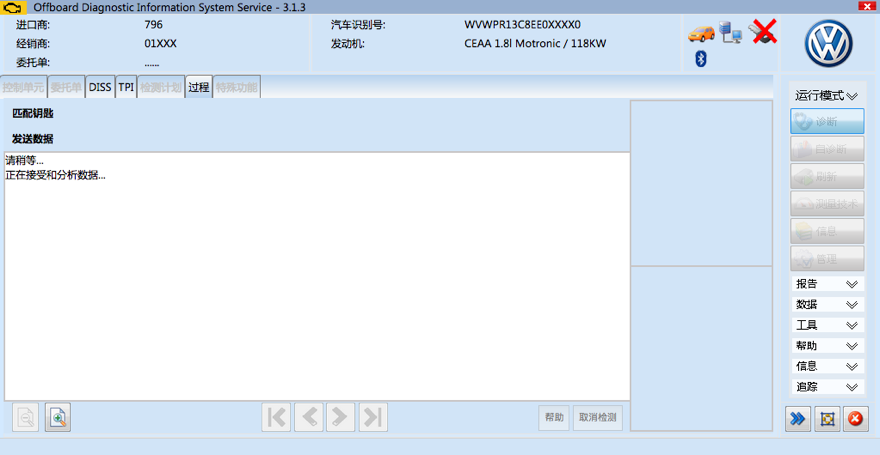 Offboard Diagnostic Information System Service - 3.1.3
进口商: 796 汽车识别号: WVWPR13C8EE0XXXX0
经销商: 01XXX 发动机: CEAA 1.8l Motronic / 118KW
委托单: ......
控制单元 委托单 DISS TPI 检测计划 过程 特殊功能
匹配钥匙
发送数据
请稍等...
正在接受和分析数据...
帮助 取消检测
运行模式
诊断
自诊断
刷新
测量技术
信息
管理
报告
数据
工具
帮助
信息
追踪